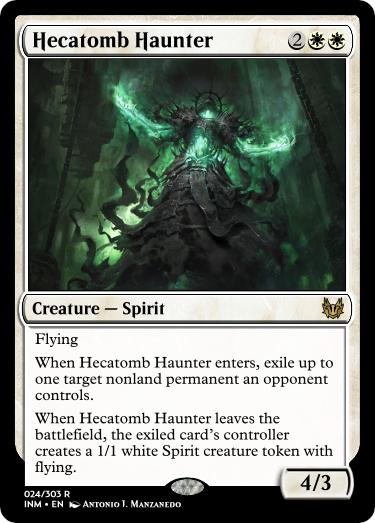 Hecatomb Haunter 2
Creature — Spirit
Flying
When Hecatomb Haunter enters, exile up to
one target nonland permanent an opponent
controls.
When Hecatomb Haunter leaves the
battlefield, the exiled card's controller
creates a 1/1 white Spirit creature token with
flying.
4/3
024/303 R
INM • EN Antonio J. Manzanedo